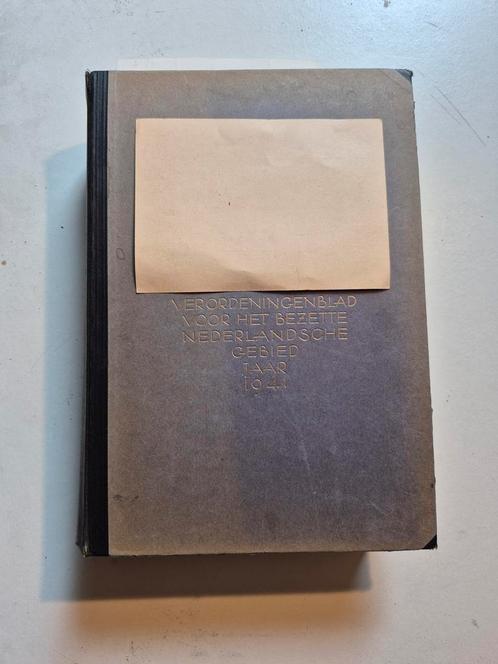 VERORDENINGENBLAD
VOOR HET BEZETTE
NEDERLANDSCHE
GEBIED
JAAR
1941